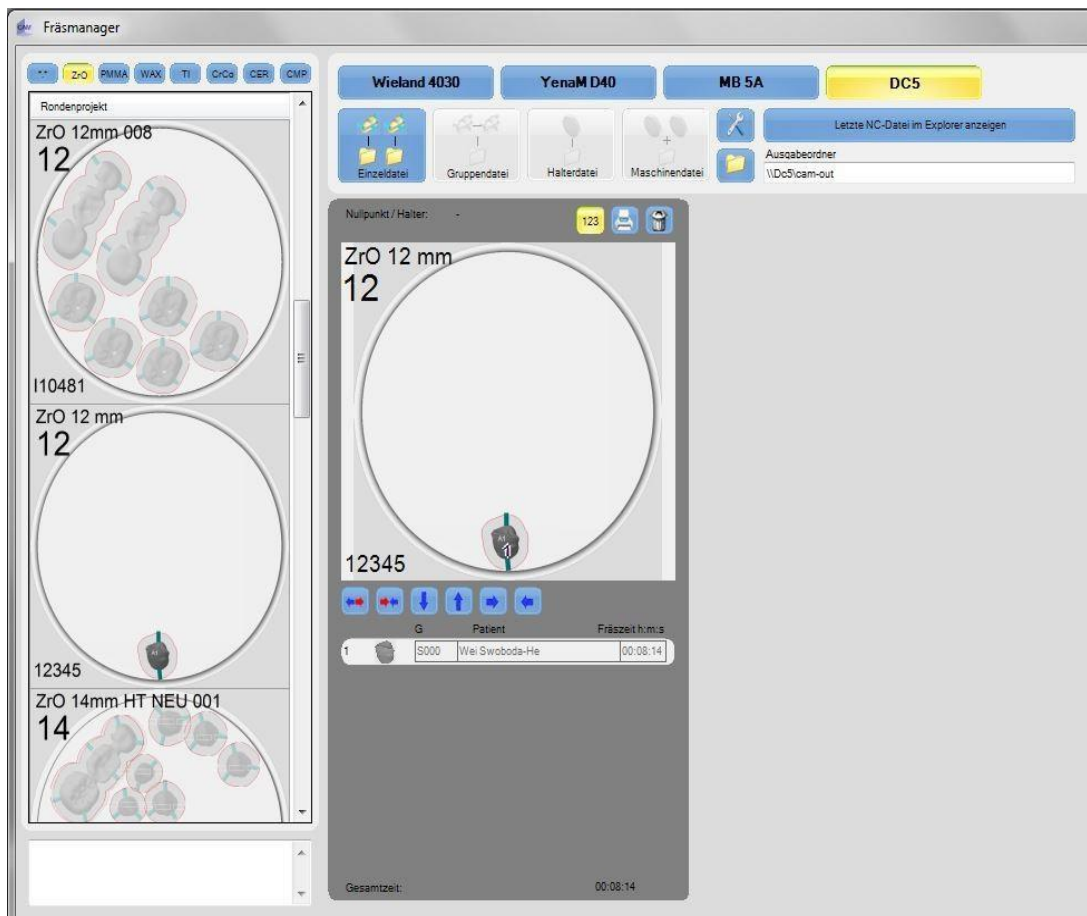 Fräsmanager
*.* ZrO PMMA WAX TI CrCo CER CMP
Rondenprojekt
ZrO 12mm 008
12
I10481
ZrO 12 mm
12
A1
12345
ZrO 14mm HT NEU 001
14
Wieland 4030 YenaM D40 MB 5A DC5
Einzeldatei Gruppendatei Halterdatei Maschinendatei
Letzte NC-Datei im Explorer anzeigen
Ausgabeordner
\\Dc5\cam-out
Nullpunkt / Halter: -
123
ZrO 12 mm
12
A1
1
12345
G Patient Fräszeit h:m:s
1 S000 Wei Swoboda-He 00:08:14
Gesamtzeit: 00:08:14